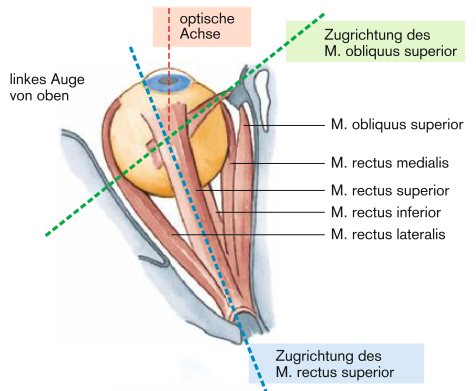 optische
Achse
Zugrichtung des
M. obliquus superior
linkes Auge
von oben
M. obliquus superior
M. rectus medialis
M. rectus superior
M. rectus inferior
M. rectus lateralis
Zugrichtung des
M. rectus superior